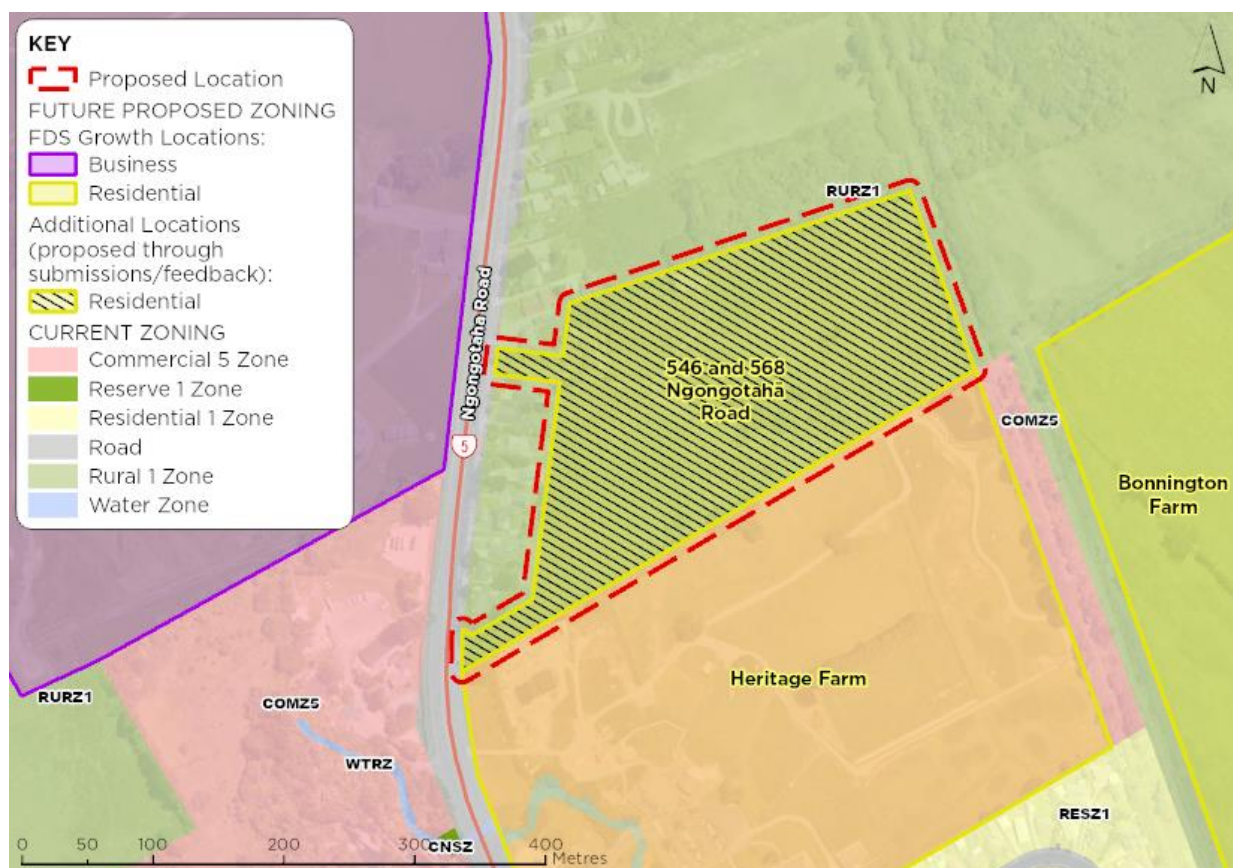 KEY
Proposed Location
FUTURE PROPOSED ZONING
FDS Growth Locations:
Business
Residential
Additional Locations
(proposed through
submissions/feedback):
Residential
CURRENT ZONING
Commercial 5 Zone
Reserve 1 Zone
Residential 1 Zone
Road
Rural 1 Zone
Water Zone
N
RURZ1
Ngongotaha Road
5
546 and 568
Ngongotahā
Road
COMZ5
Bonnington
Farm
Heritage Farm
RURZ1
COMZ5
WTRZ
CNSZ
RESZ1
0 50 100 200 300 400
Metres